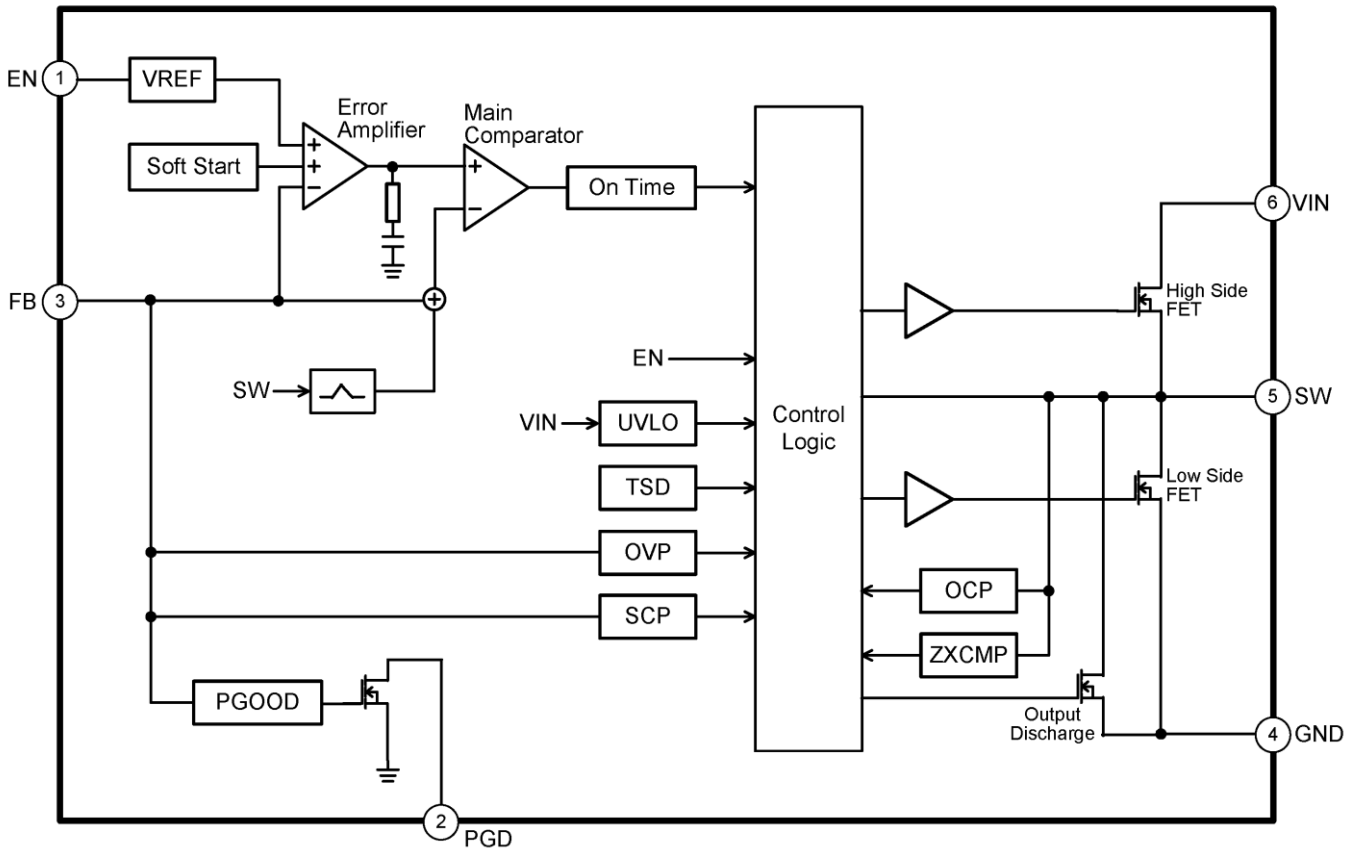 EN 1 VREF
Error
Amplifier
Main
Comparator
Soft Start
+
+
−
+
−
On Time
6 VIN
FB 3
+
High Side
FET
EN
SW
5 SW
VIN UVLO
Control
Logic
TSD
Low Side
FET
OVP
OCP
SCP
ZXCMP
PGOOD
Output
Discharge
4 GND
2
PGD